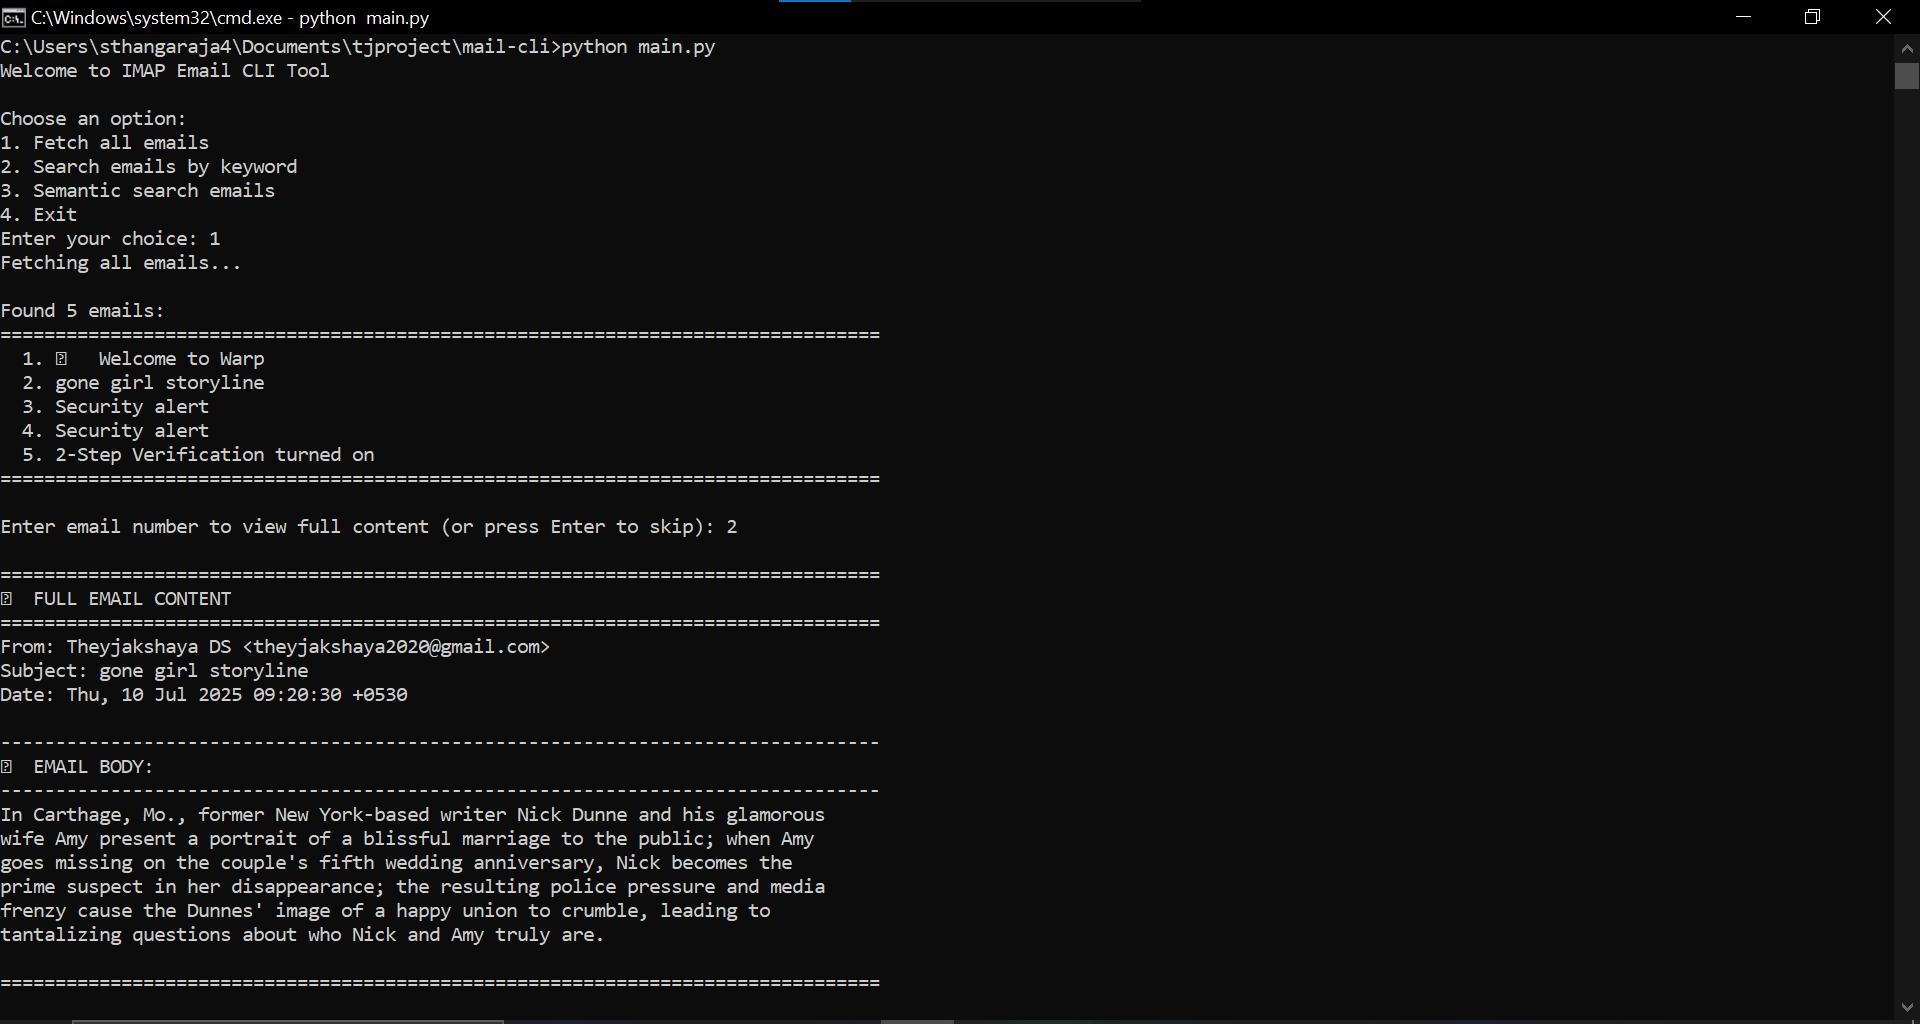 C:\Windows\system32\cmd.exe - python  main.py
C:\Users\sthangaraja4\Documents\tjproject\mail-cli>python main.py
Welcome to IMAP Email CLI Tool
Choose an option:
1. Fetch all emails
2. Search emails by keyword
3. Semantic search emails
4. Exit
Enter your choice: 1
Fetching all emails...
Found 5 emails:
================================================================================
1. ⍰   Welcome to Warp
2. gone girl storyline
3. Security alert
4. Security alert
5. 2-Step Verification turned on
================================================================================
Enter email number to view full content (or press Enter to skip): 2
================================================================================
⍰  FULL EMAIL CONTENT
================================================================================
From: Theyjakshaya DS <theyjakshaya2020@gmail.com>
Subject: gone girl storyline
Date: Thu, 10 Jul 2025 09:20:30 +0530
--------------------------------------------------------------------------------
⍰  EMAIL BODY:
--------------------------------------------------------------------------------
In Carthage, Mo., former New York-based writer Nick Dunne and his glamorous
wife Amy present a portrait of a blissful marriage to the public; when Amy
goes missing on the couple's fifth wedding anniversary, Nick becomes the
prime suspect in her disappearance; the resulting police pressure and media
frenzy cause the Dunnes' image of a happy union to crumble, leading to
tantalizing questions about who Nick and Amy truly are.
================================================================================